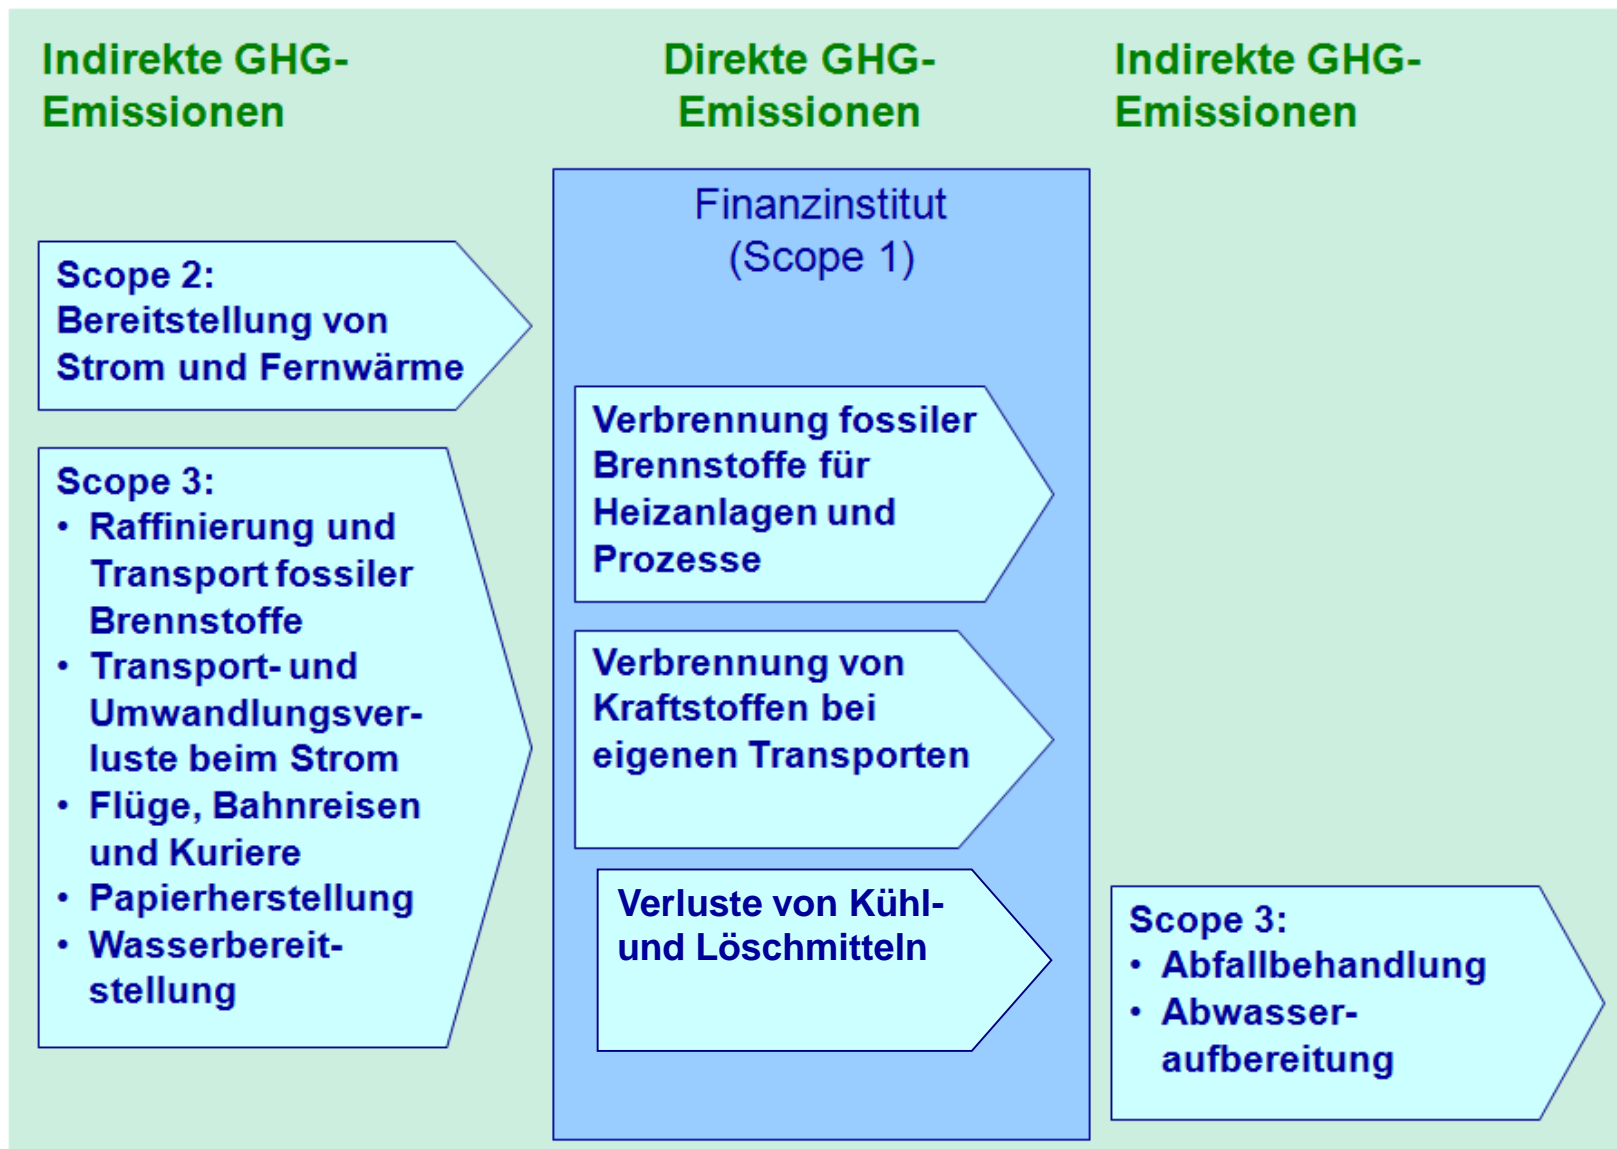 Indirekte GHG-
Emissionen
Direkte GHG-
Emissionen
Indirekte GHG-
Emissionen
Scope 2:
Bereitstellung von
Strom und Fernwärme
Scope 3:
• Raffinierung und
Transport fossiler
Brennstoffe
• Transport- und
Umwandlungsver-
luste beim Strom
• Flüge, Bahnreisen
und Kuriere
• Papierherstellung
• Wasserbereit-
stellung
Finanzinstitut
(Scope 1)
Verbrennung fossiler
Brennstoffe für
Heizanlagen und
Prozesse
Verbrennung von
Kraftstoffen bei
eigenen Transporten
Verluste von Kühl-
und Löschmitteln
Scope 3:
• Abfallbehandlung
• Abwasser-
aufbereitung